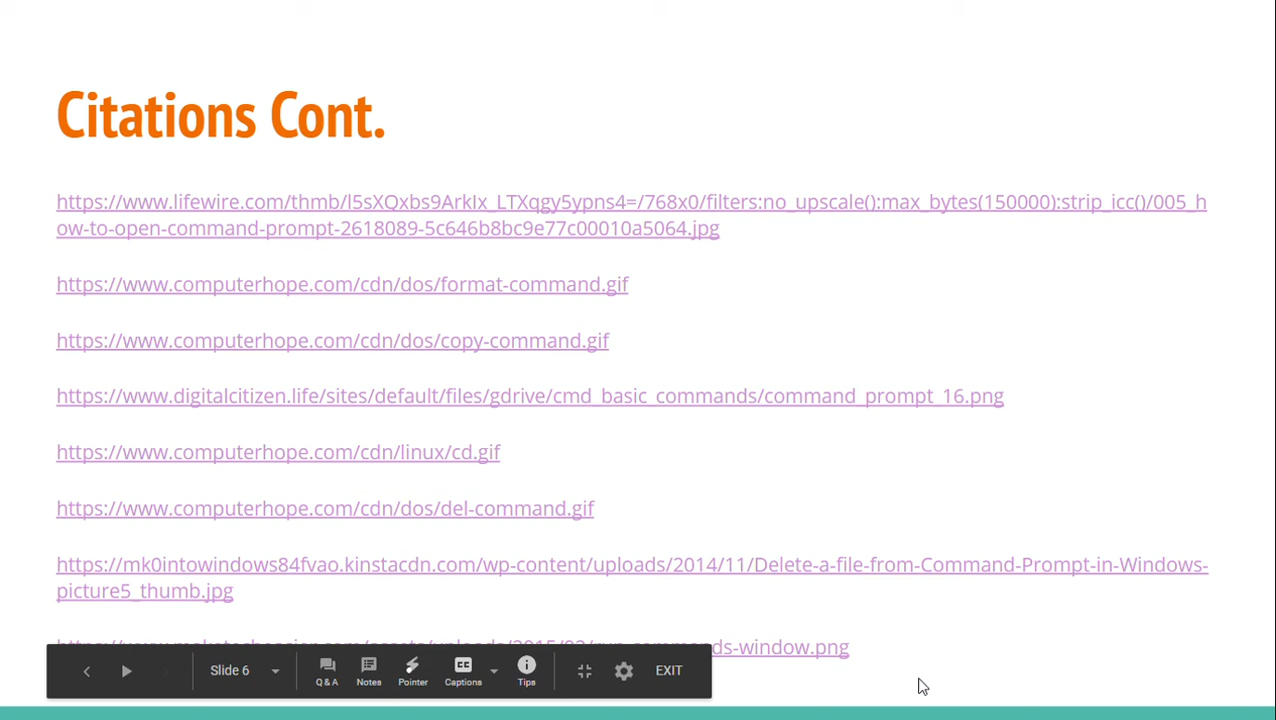 Citations Cont.
https://www.lifewire.com/thmb/l5sXQxbs9ArkIx_LTXqgy5ypns4=/768x0/filters:no_upscale():max_bytes(150000):strip_icc()/005_h
ow-to-open-command-prompt-2618089-5c646b8bc9e77c00010a5064.jpg
https://www.computerhope.com/cdn/dos/format-command.gif
https://www.computerhope.com/cdn/dos/copy-command.gif
https://www.digitalcitizen.life/sites/default/files/gdrive/cmd_basic_commands/command_prompt_16.png
https://www.computerhope.com/cdn/linux/cd.gif
https://www.computerhope.com/cdn/dos/del-command.gif
https://mk0intowindows84fvao.kinstacdn.com/wp-content/uploads/2014/11/Delete-a-file-from-Command-Prompt-in-Windows-
picture5_thumb.jpg
ds-window.png
Slide 6 Q & A Notes Pointer CC Captions Tips EXIT